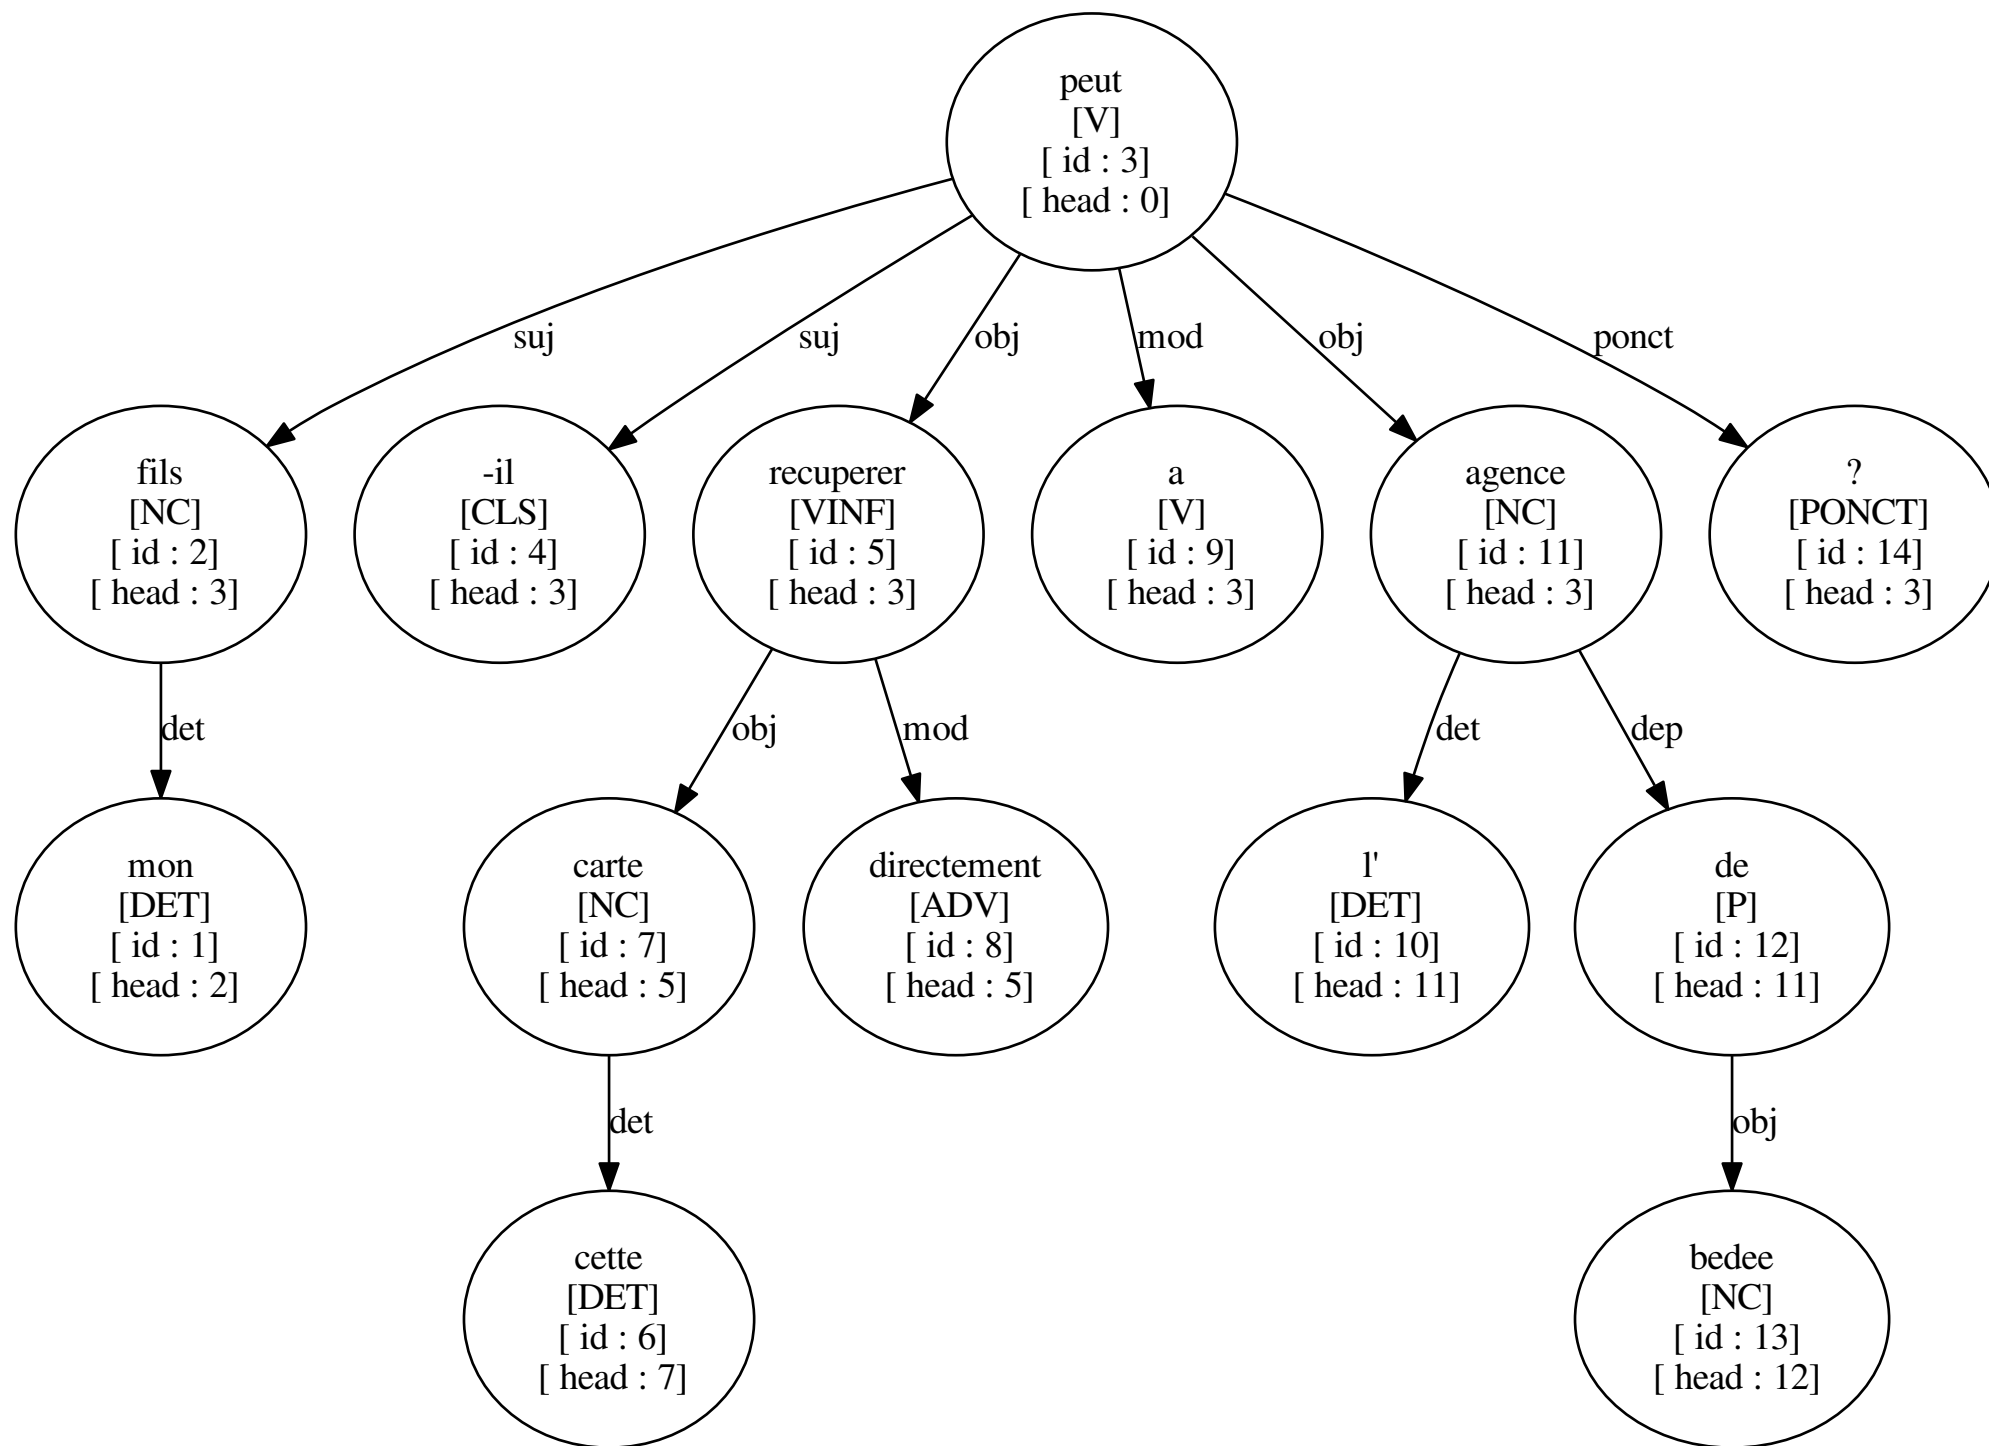 peut
[V]
[ id : 3]
[ head : 0]
suj
suj
obj
mod
obj
ponct
fils
[NC]
[ id : 2]
[ head : 3]
-il
[CLS]
[ id : 4]
[ head : 3]
recuperer
[VINF]
[ id : 5]
[ head : 3]
a
[V]
[ id : 9]
[ head : 3]
agence
[NC]
[ id : 11]
[ head : 3]
?
[PONCT]
[ id : 14]
[ head : 3]
det
obj
mod
det
dep
mon
[DET]
[ id : 1]
[ head : 2]
carte
[NC]
[ id : 7]
[ head : 5]
directement
[ADV]
[ id : 8]
[ head : 5]
l'
[DET]
[ id : 10]
[ head : 11]
de
[P]
[ id : 12]
[ head : 11]
det
obj
cette
[DET]
[ id : 6]
[ head : 7]
bedee
[NC]
[ id : 13]
[ head : 12]